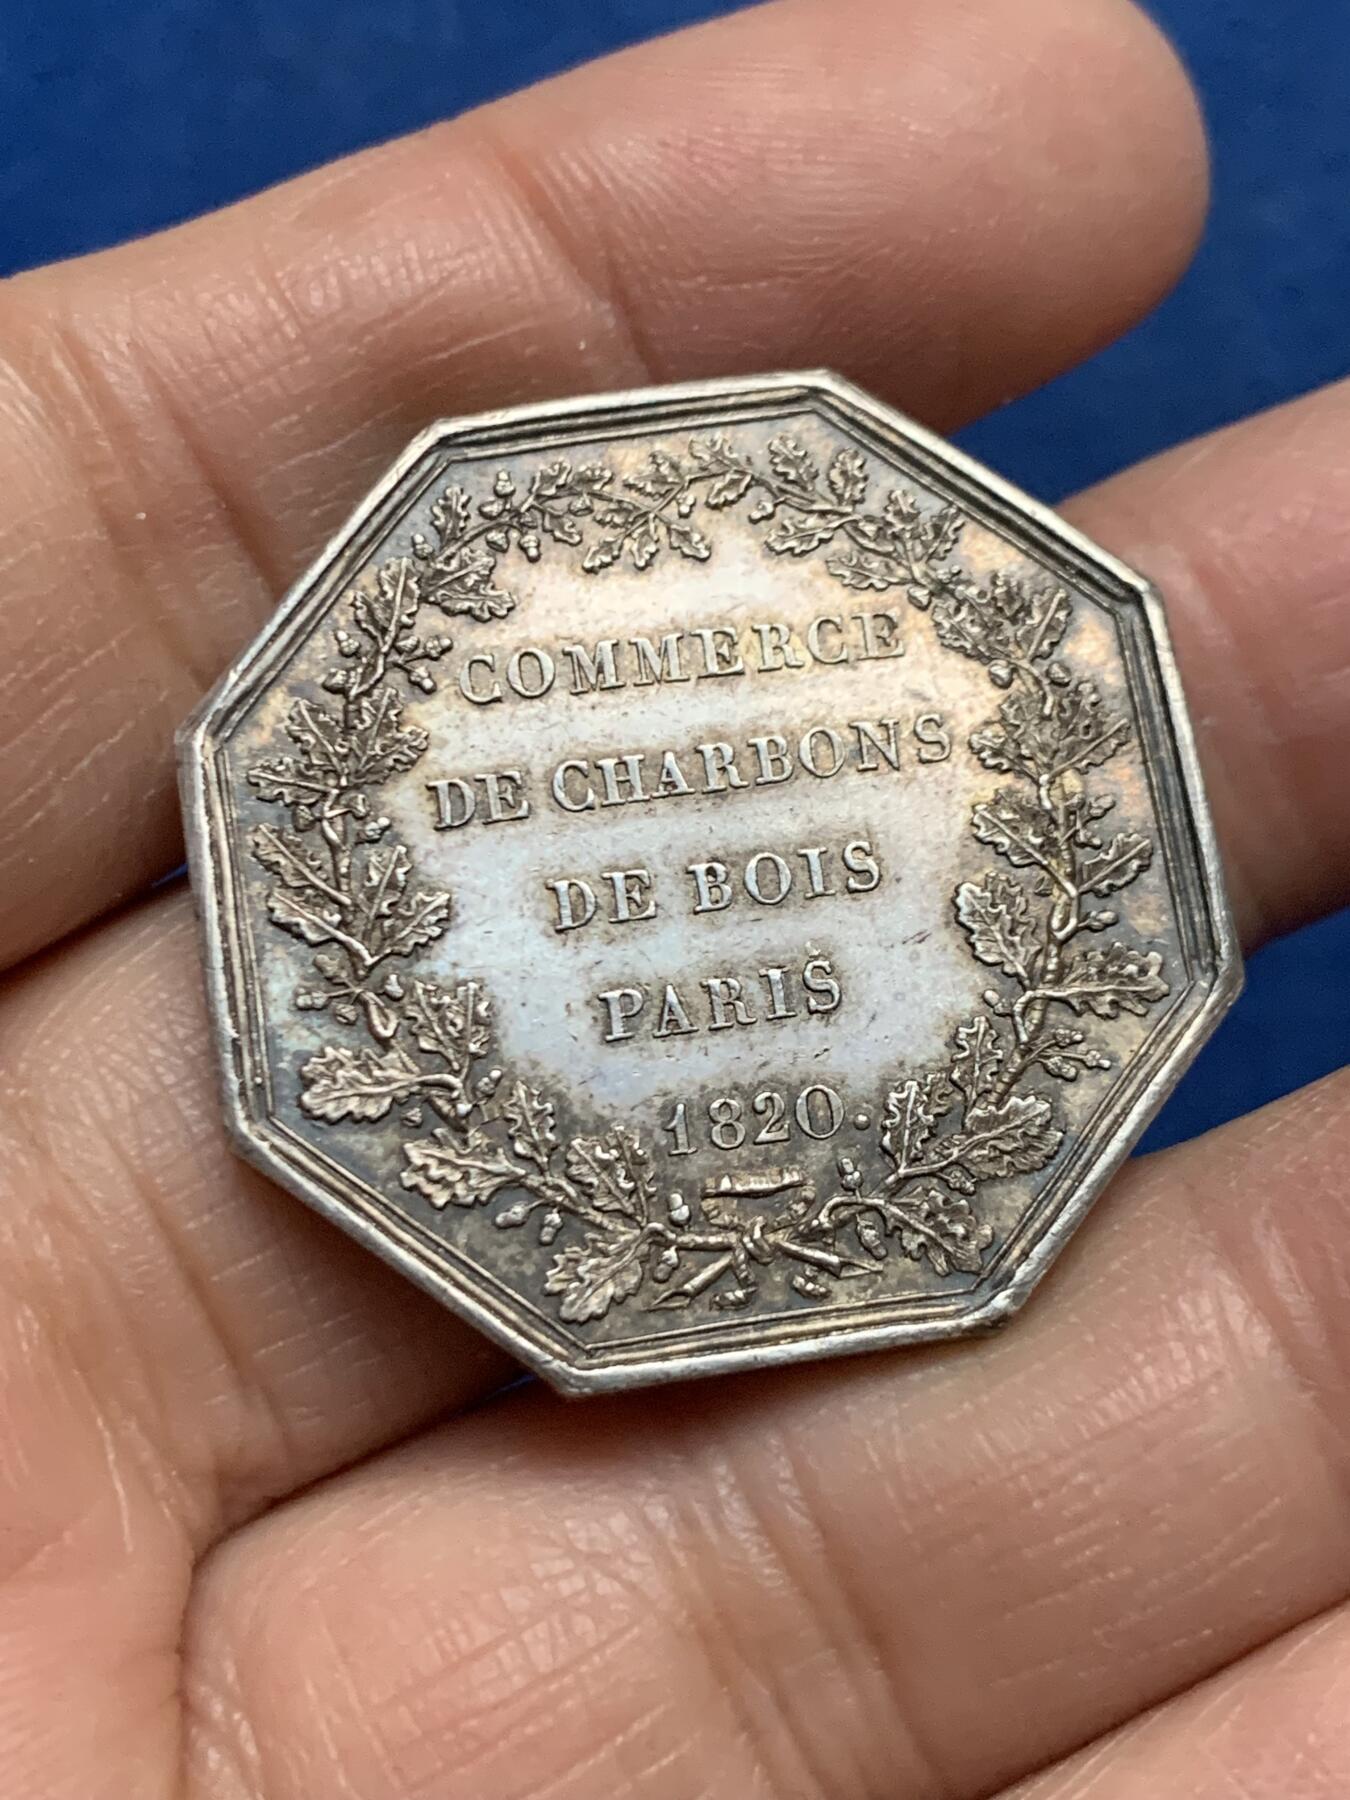 COMMERCE
DE CHARBONS
DE BOIS
PARIS
1820.